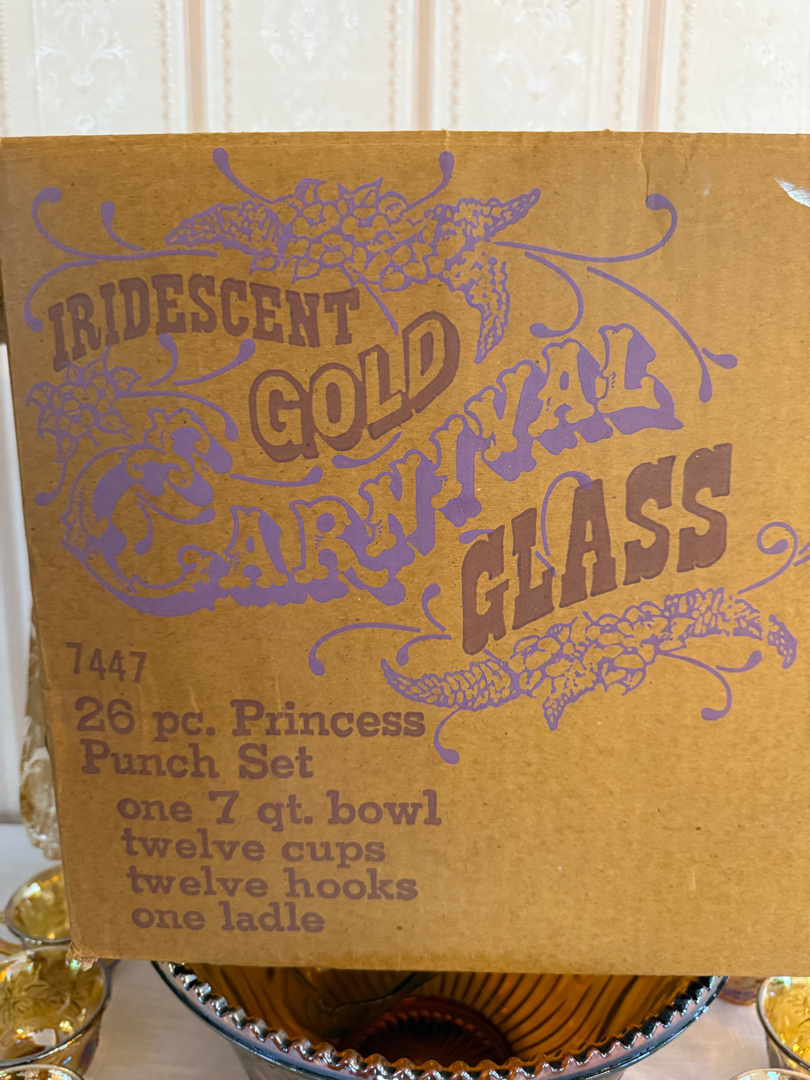 IRIDESCENT
GOLD
CARNIVAL
GLASS
7447
26 pc. Princess
Punch Set
one 7 qt. bowl
twelve cups
twelve hooks
one ladle